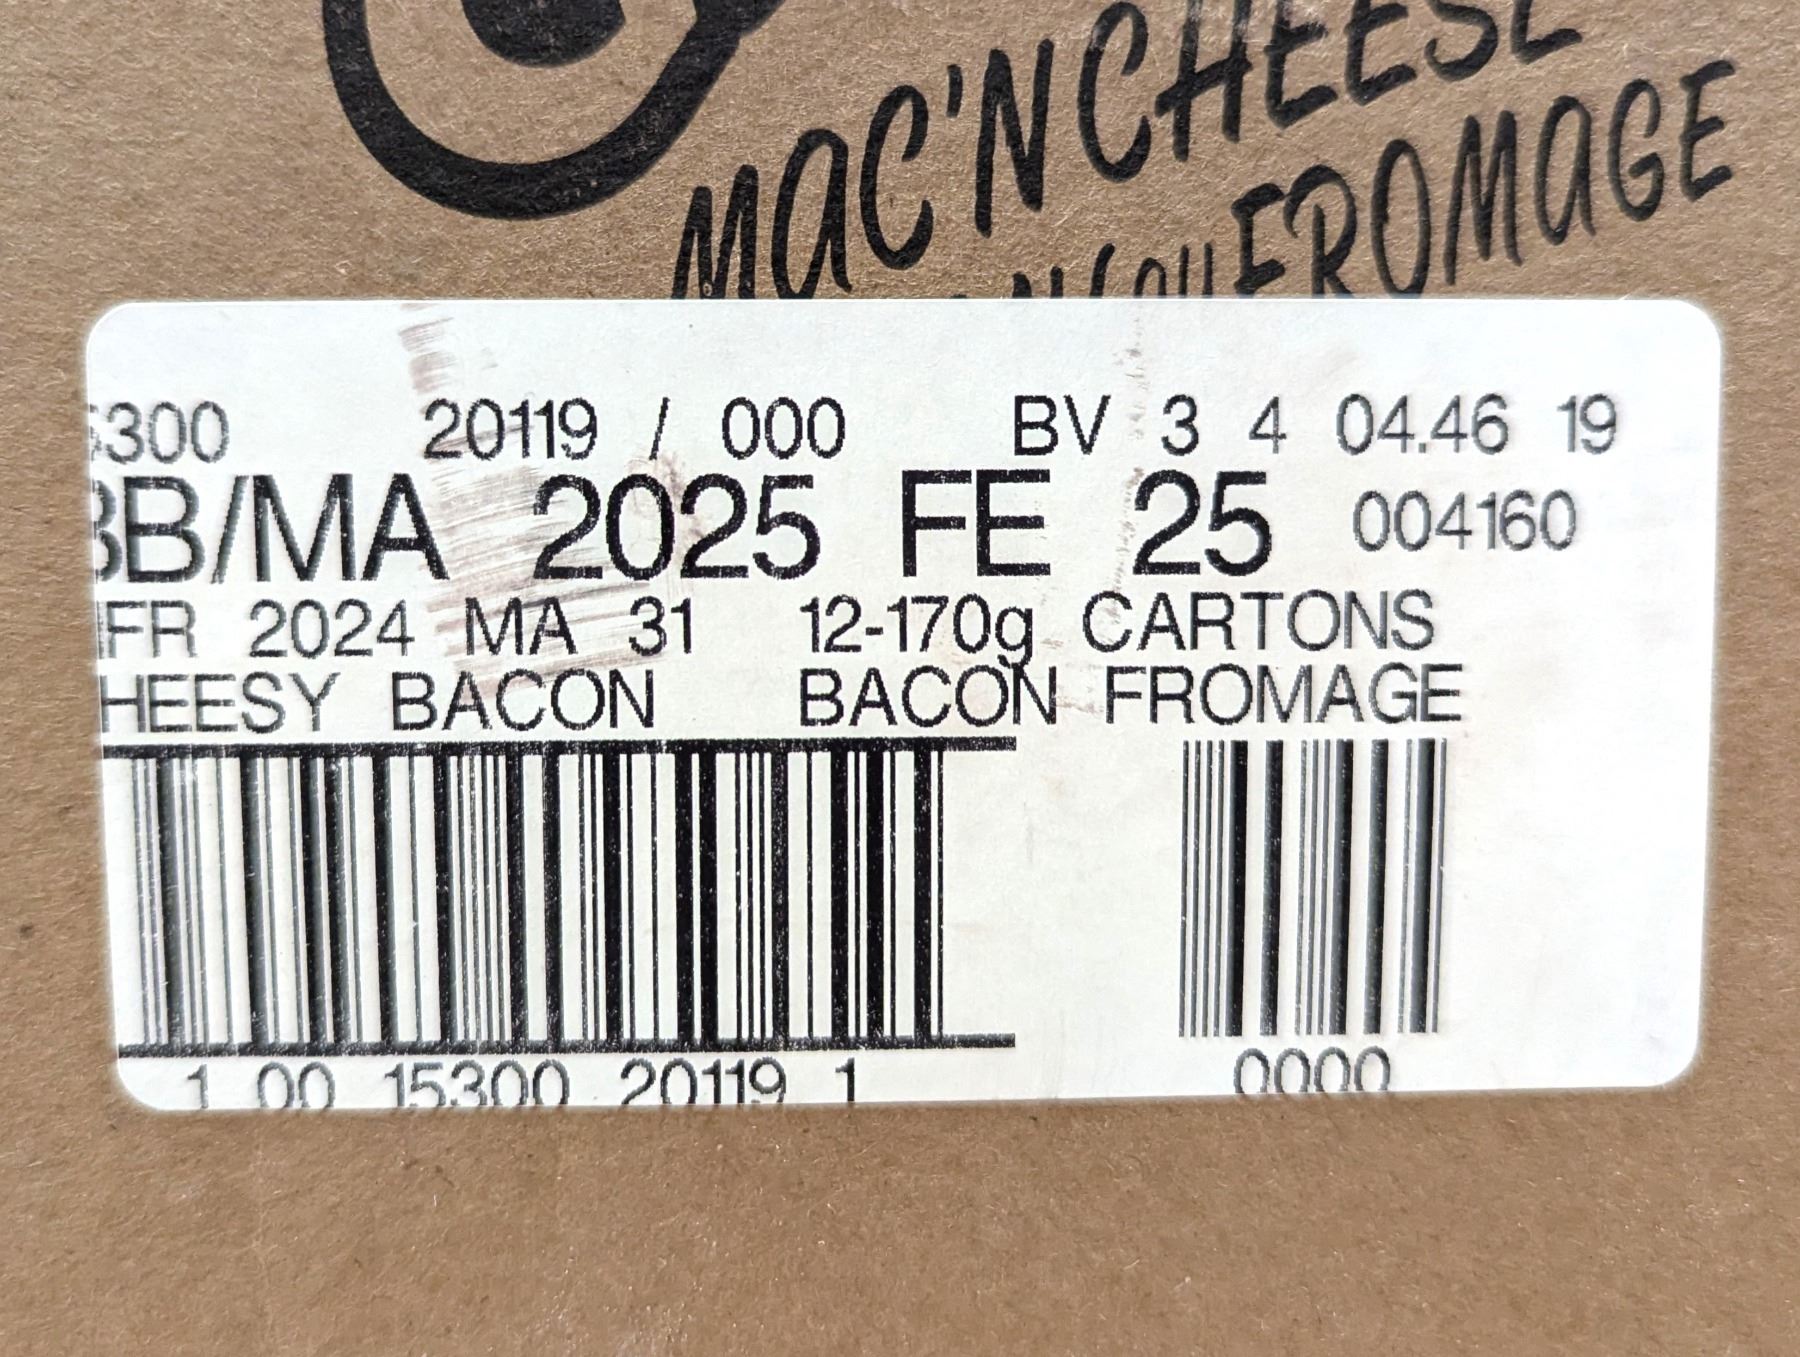 MAC'N CHEESE
FROMAGE
5300 20119 / 000 BV 3 4 04.46 19
BB/MA 2025 FE 25 004160
FR 2024 MA 31 12-170g CARTONS
HEESY BACON BACON FROMAGE
1 00 15300 20119 1 0000